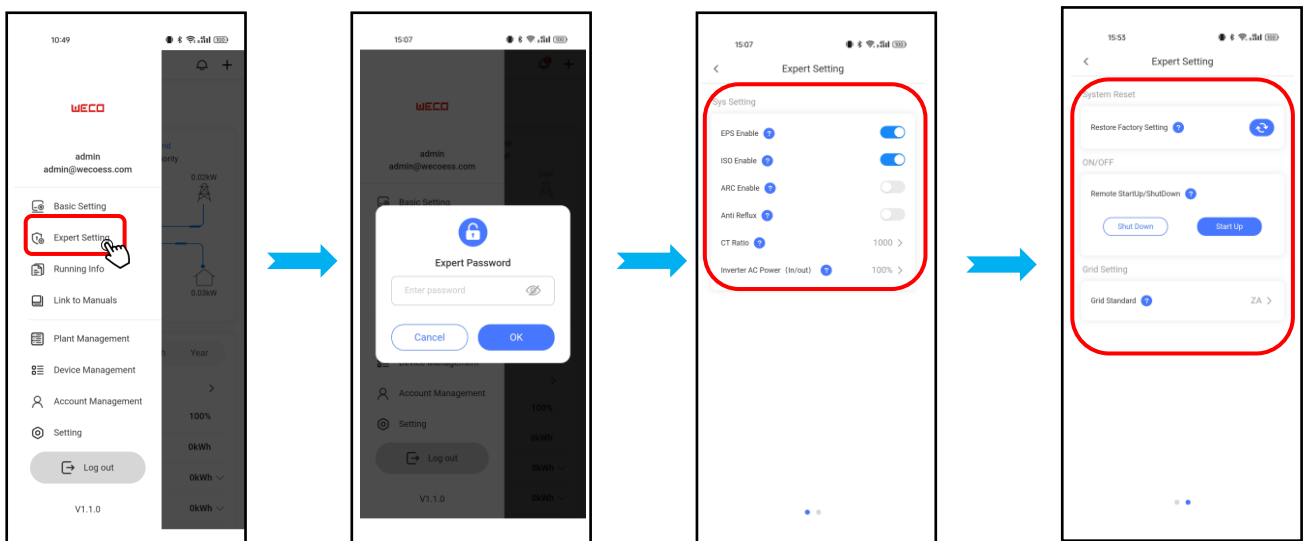 10:49
WECO
admin
admin@wecoess.com
Basic Setting
Expert Setting
Running Info
Link to Manuals
Plant Management
Device Management
Account Management
Setting
Log out
V1.1.0
0.02kW
0.03kW
Year
100%
0kWh
0kWh
0kWh
15:07
WECO
admin
admin@wecoess.com
Basic Setting
Expert Password
Enter password
Cancel
OK
Device Management
Account Management
Setting
Log out
V1.1.0
100%
0kWh
0kWh
0kWh
15:07
Expert Setting
Sys Setting
EPS Enable ?
ISO Enable ?
ARC Enable ?
Anti Reflux ?
CT Ratio ? 1000 >
Inverter AC Power (In/out) ? 100% >
15:53
Expert Setting
System Reset
Restore Factory Setting ?
ON/OFF
Remote StartUp/ShutDown ?
Shut Down
Start Up
Grid Setting
Grid Standard ? ZA >